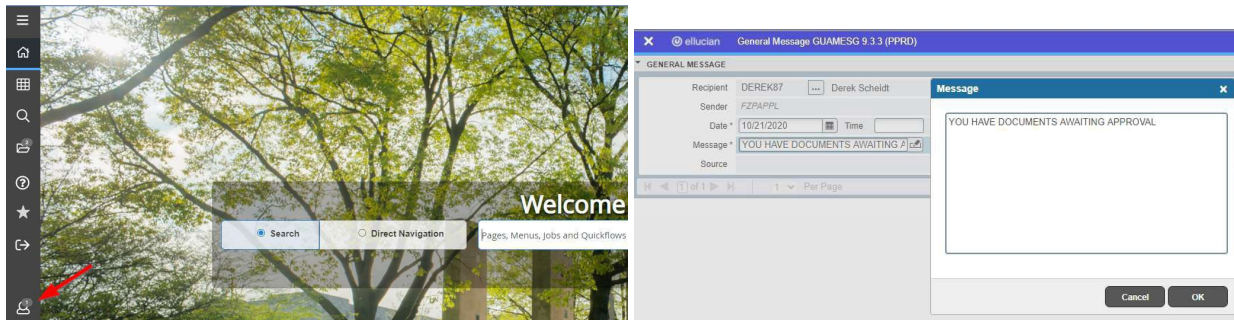 Welcome
Search
Direct Navigation
Pages, Menus, Jobs and Quickflows
ellucian General Message GUAMESG 9.3.3 (PPRD)
GENERAL MESSAGE
Recipient DEREK87 ... Derek Scheidt
Sender FZPAPPL
Date * 10/21/2020 Time
Message * YOU HAVE DOCUMENTS AWAITING A
Source
1 of 1 1 Per Page
Message
YOU HAVE DOCUMENTS AWAITING APPROVAL
Cancel OK